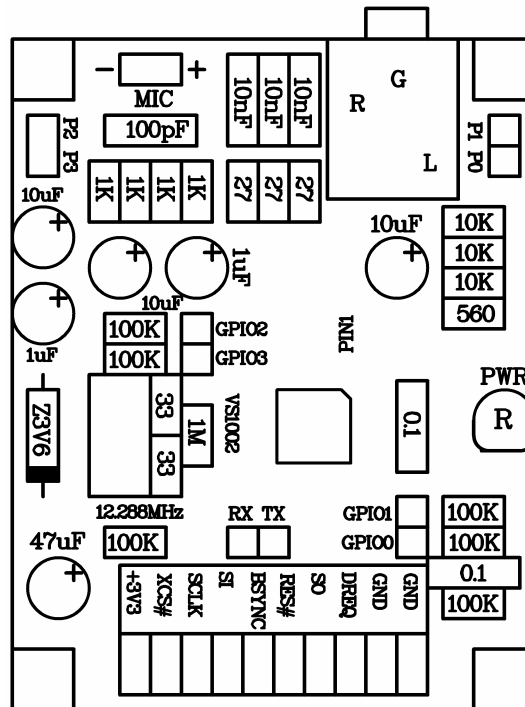 - +
MIC
100pF
10nF
10nF
10nF
R
G
L
P2 P3
P1 P0
1K
1K
1K
1K
27
27
27
10uF
10uF
1uF
10uF
10K
10K
10K
560
1uF
100K
100K
GPIO2
GPIO3
PIN1
PWR
R
Z3V6
33
33
1M
VS1002
0.1
12.288MHz
RX TX
GPIO1
GPIO0
100K
100K
47uF
100K
0.1
100K
+3V3
XCS#
SCLK
SI
BSYNC
RES#
SO
DREQ
GND
GND